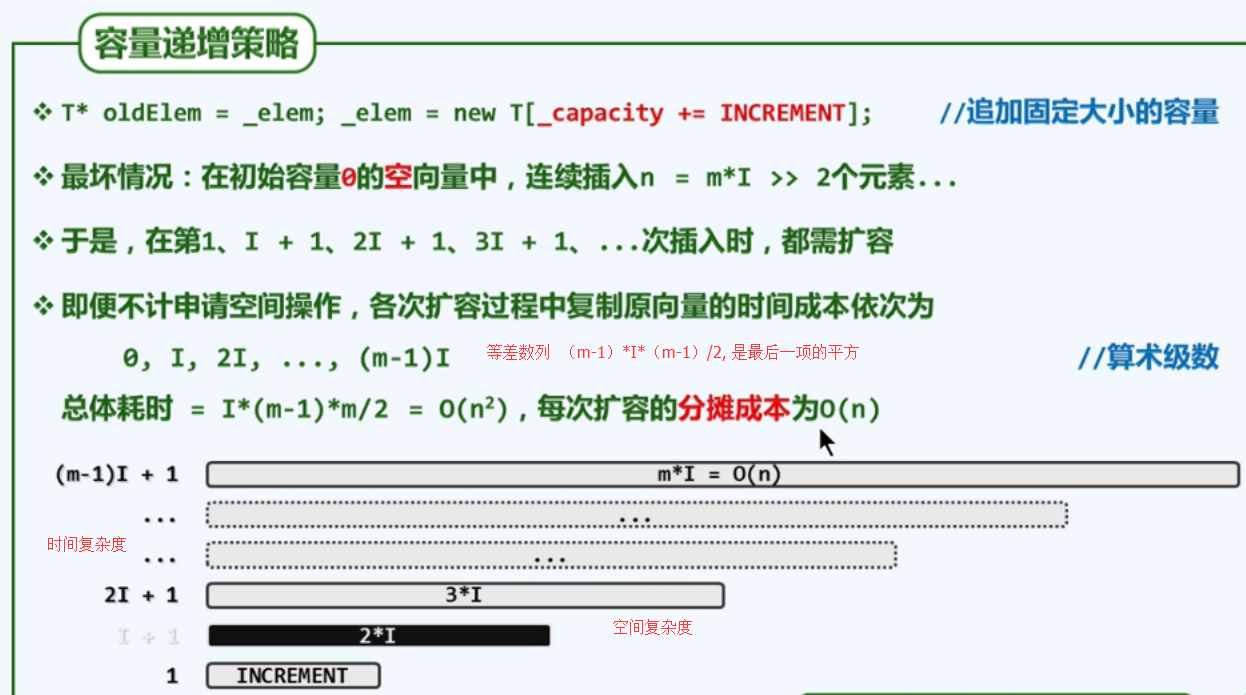 容量递增策略
❖ T* oldElem = _elem; _elem = new T[_capacity += INCREMENT]; //追加固定大小的容量
❖ 最坏情况：在初始容量0的空向量中，连续插入n = m*I >> 2个元素...
❖ 于是，在第1、I + 1、2I + 1、3I + 1、...次插入时，都需扩容
❖ 即便不计申请空间操作，各次扩容过程中复制原向量的时间成本依次为
0, I, 2I, ..., (m-1)I 等差数列 （m-1）*I*（m-1）/2, 是最后一项的平方 //算术级数
总体耗时 = I*(m-1)*m/2 = O(n²)，每次扩容的分摊成本为O(n)
(m-1)I + 1 m*I = O(n)
... ...
时间复杂度
... ...
2I + 1 3*I
I + 1 2*I 空间复杂度
1 INCREMENT